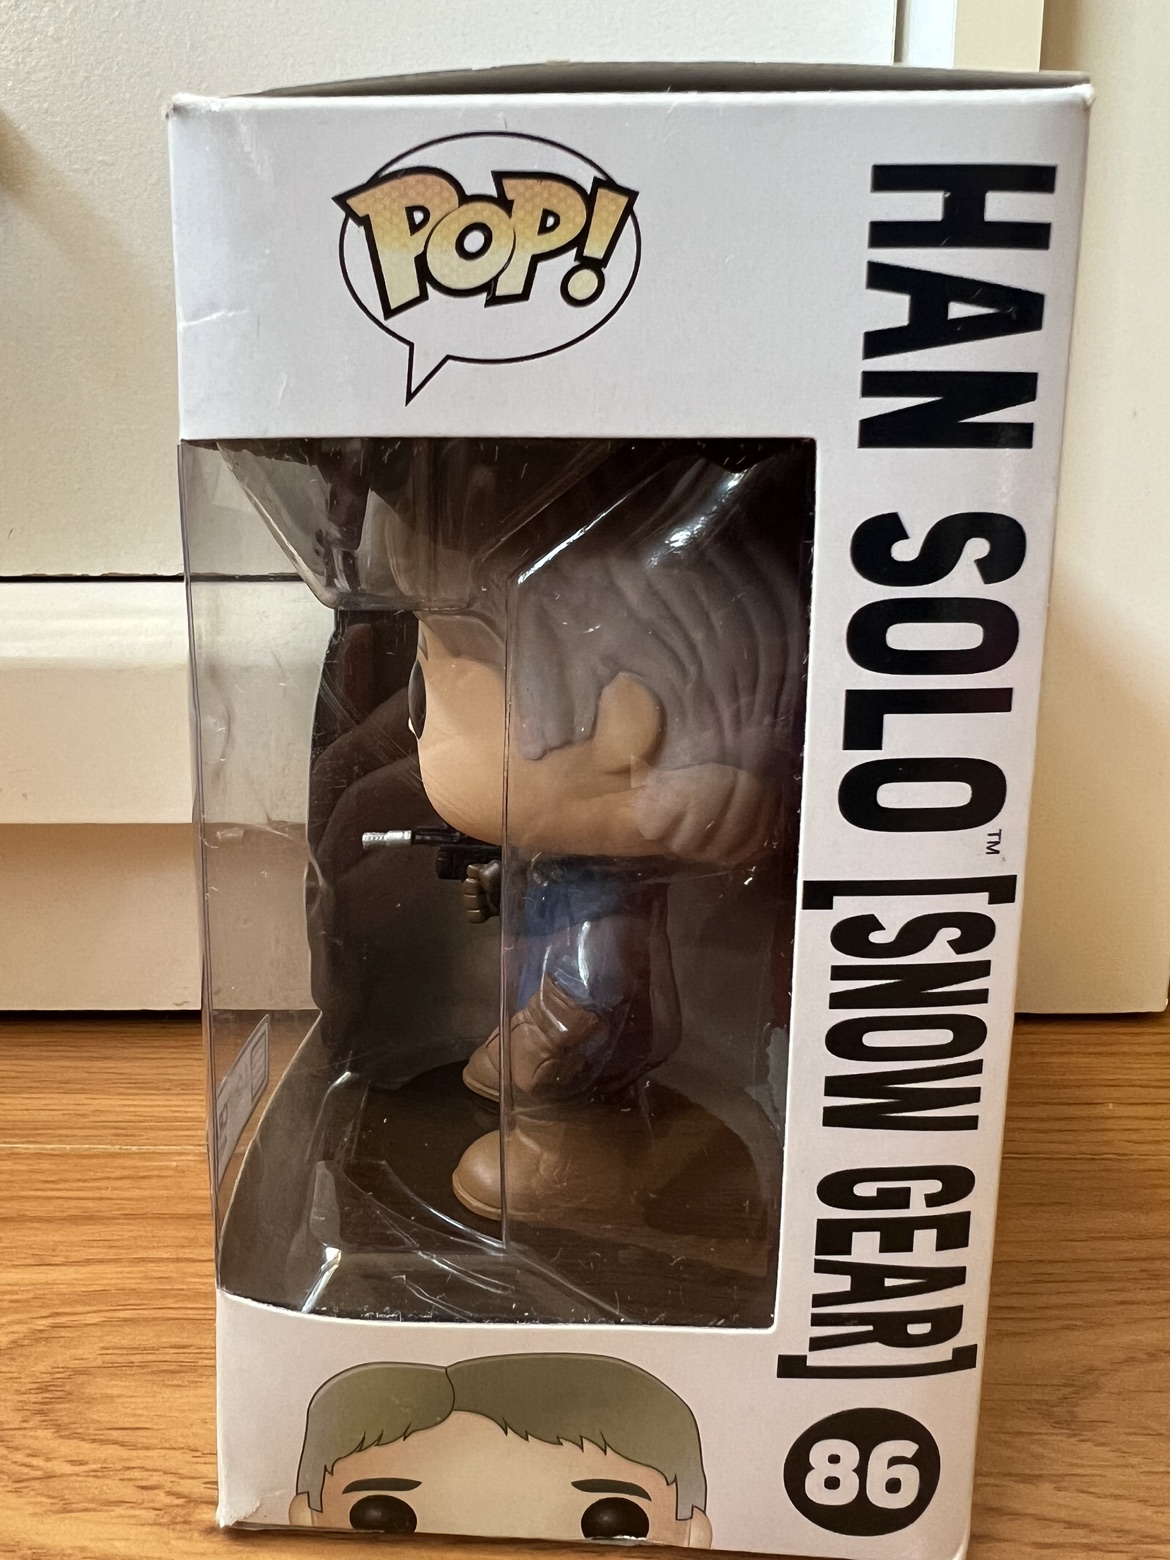 POP!
HAN SOLO™ [SNOW GEAR]
86